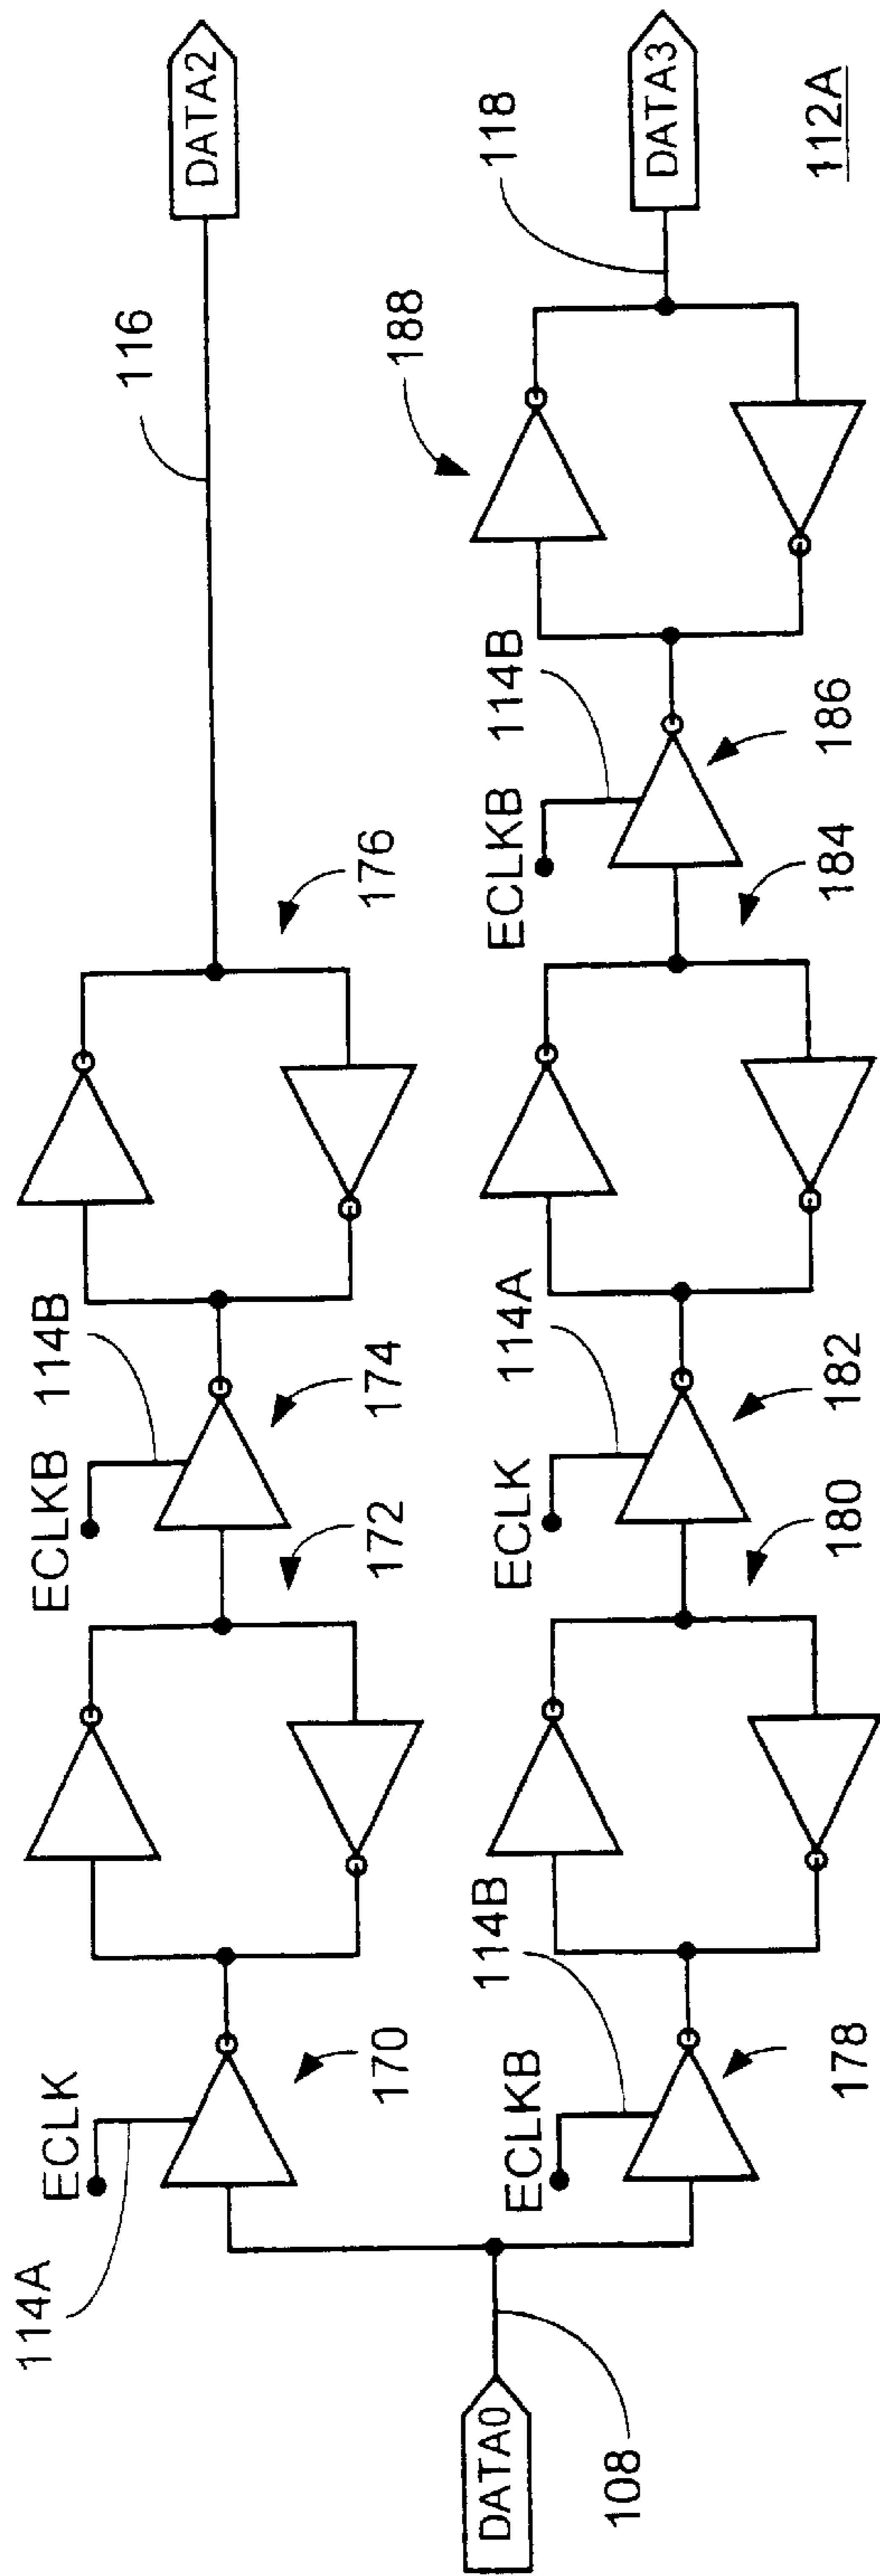 114A
ECLK
170
172
ECLKB
114B
174
176
116
DATA2
DATA0
108
ECLKB
114B
178
180
ECLK
114A
182
184
ECLKB
114B
186
188
118
DATA3
112A